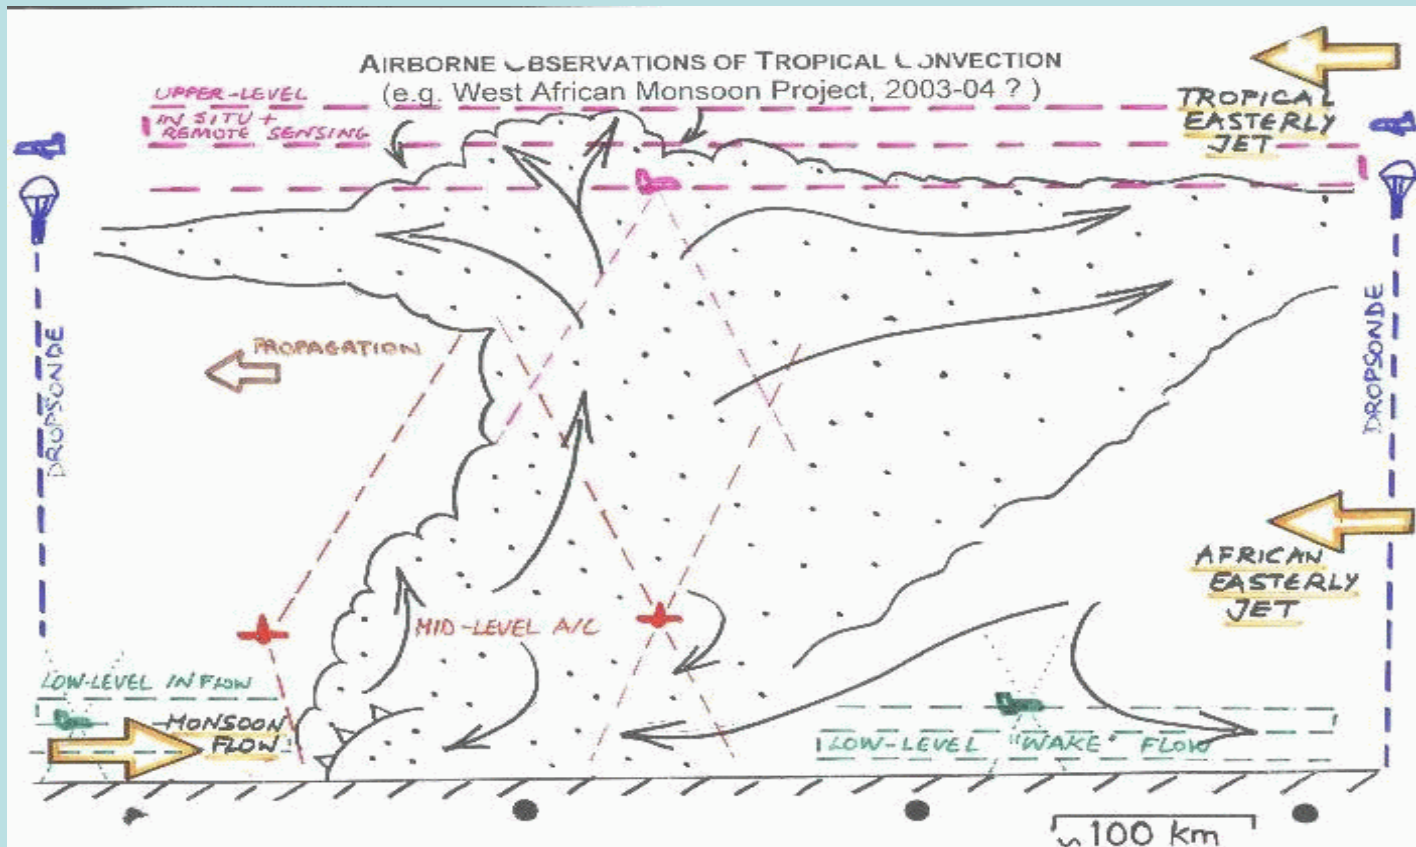 AIRBORNE OBSERVATIONS OF TROPICAL CONVECTION
(e.g. West African Monsoon Project, 2003-04 ? )
UPPER-LEVEL
IN SITU +
REMOTE SENSING
TROPICAL
EASTERLY
JET
DROPSONDE
PROPAGATION
DROPSONDE
AFRICAN
EASTERLY
JET
MID-LEVEL A/C
LOW-LEVEL INFLOW
MONSOON
FLOW
LOW-LEVEL "WAKE" FLOW
~100 km